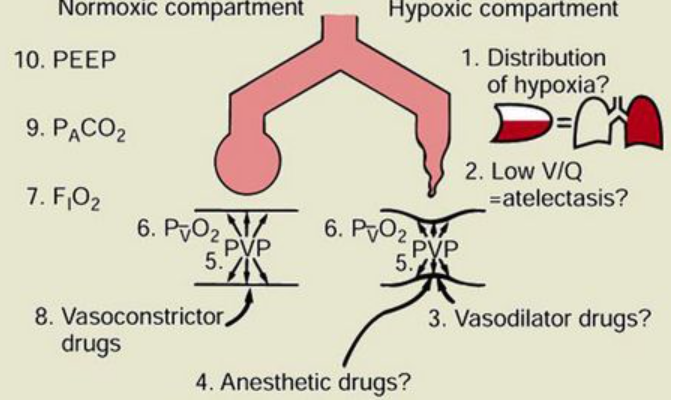 Normoxic compartment
Hypoxic compartment
10. PEEP
1. Distribution
of hypoxia?
=
9. PACO2
2. Low V/Q
=atelectasis?
7. FIO2
6. Pv̅O2
6. Pv̅O2
5. PVP
5. PVP
8. Vasoconstrictor
drugs
3. Vasodilator drugs?
4. Anesthetic drugs?